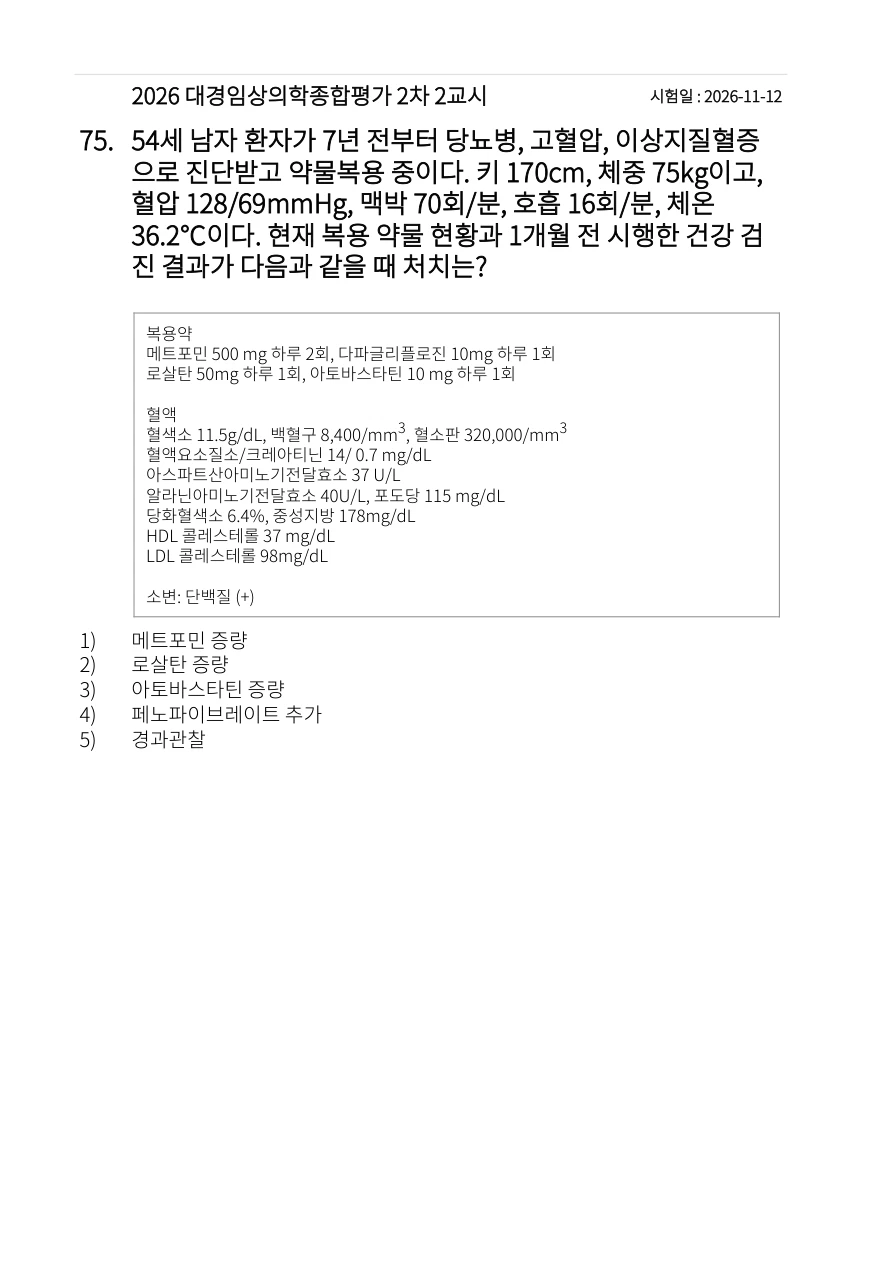 2026 대경임상의학종합평가 2차 2교시
시험일 : 2026-11-12
75. 54세 남자 환자가 7년 전부터 당뇨병, 고혈압, 이상지질혈증
으로 진단받고 약물복용 중이다. 키 170cm, 체중 75kg이고,
혈압 128/69mmHg, 맥박 70회/분, 호흡 16회/분, 체온
36.2℃이다. 현재 복용 약물 현황과 1개월 전 시행한 건강 검
진 결과가 다음과 같을 때 처치는?
복용약
메트포민 500 mg 하루 2회, 다파글리플로진 10mg 하루 1회
로살탄 50mg 하루 1회, 아토바스타틴 10 mg 하루 1회
혈액
혈색소 11.5g/dL, 백혈구 8,400/mm³, 혈소판 320,000/mm³
혈액요소질소/크레아티닌 14/ 0.7 mg/dL
아스파트산아미노기전달효소 37 U/L
알라닌아미노기전달효소 40U/L, 포도당 115 mg/dL
당화혈색소 6.4%, 중성지방 178mg/dL
HDL 콜레스테롤 37 mg/dL
LDL 콜레스테롤 98mg/dL
소변: 단백질 (+)
1) 메트포민 증량
2) 로살탄 증량
3) 아토바스타틴 증량
4) 페노파이브레이트 추가
5) 경과관찰